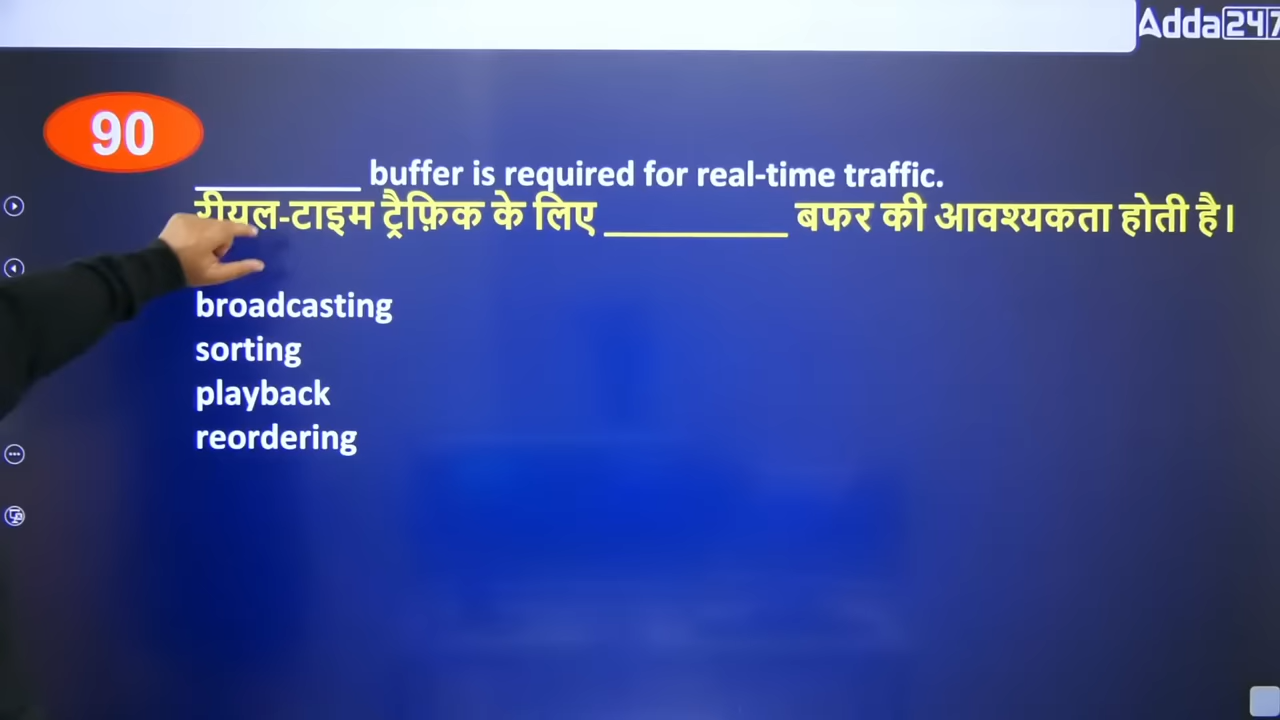 Adda247
90
__________ buffer is required for real-time traffic.
रीयल-टाइम ट्रैफ़िक के लिए __________ बफर की आवश्यकता होती है।
broadcasting
sorting
playback
reordering